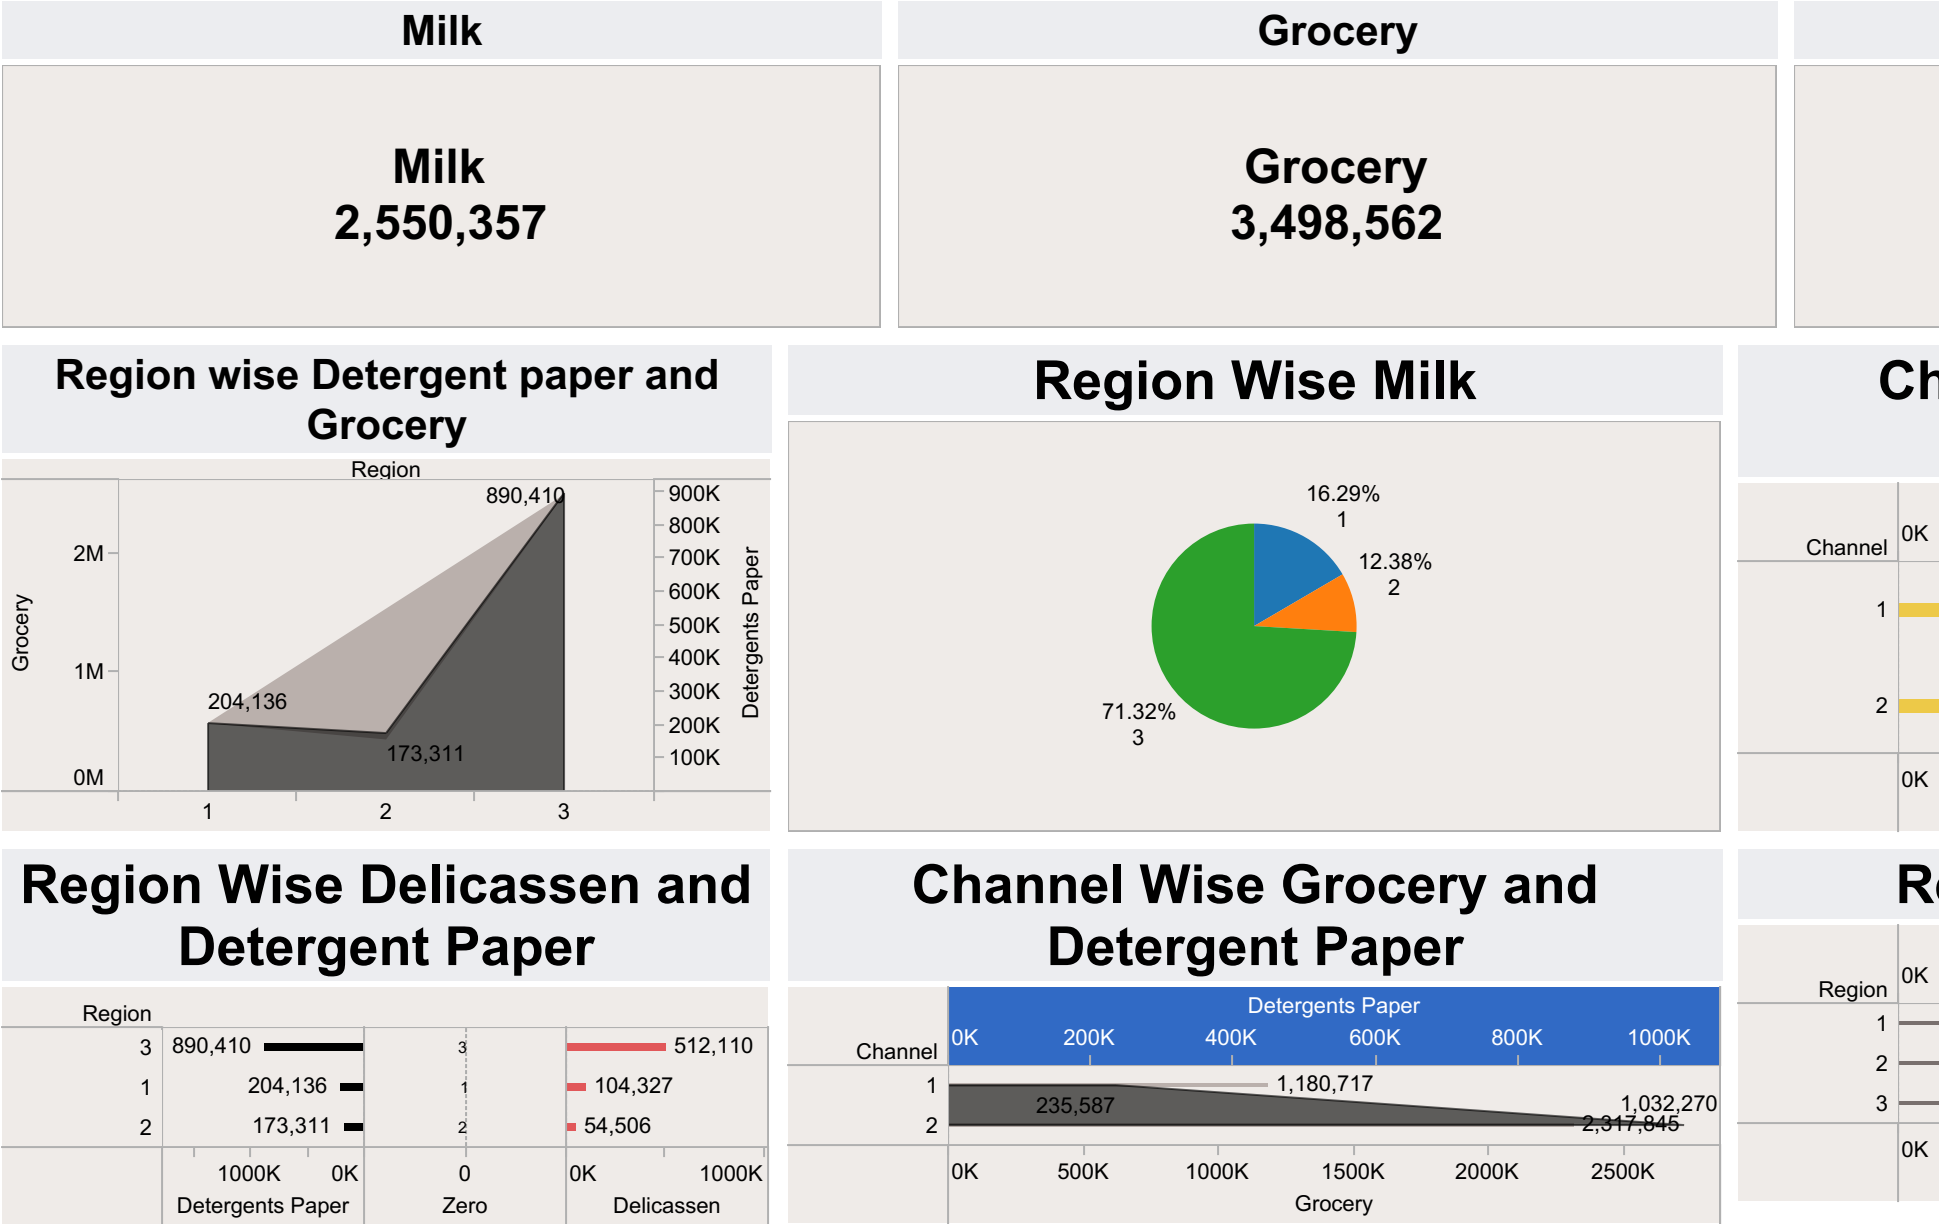 Milk
Grocery
Milk
2,550,357
Grocery
3,498,562
Region wise Detergent paper and
Grocery
Region
Grocery
2M
1M
0M
890,410
204,136
173,311
900K
800K
700K
600K
500K
400K
300K
200K
100K
Detergents Paper
1
2
3
Region Wise Milk
16.29%
1
12.38%
2
71.32%
3
Channel
0K
1
2
0K
Region Wise Delicassen and
Detergent Paper
Region
3
890,410
3
512,110
1
204,136
1
104,327
2
173,311
2
54,506
1000K
0K
0
0K
1000K
Detergents Paper
Zero
Delicassen
Channel Wise Grocery and
Detergent Paper
Detergents Paper
0K
200K
400K
600K
800K
1000K
Channel
1
1,180,717
235,587
1,032,270
2
2,317,845
0K
500K
1000K
1500K
2000K
2500K
Grocery
Region
0K
1
2
3
0K